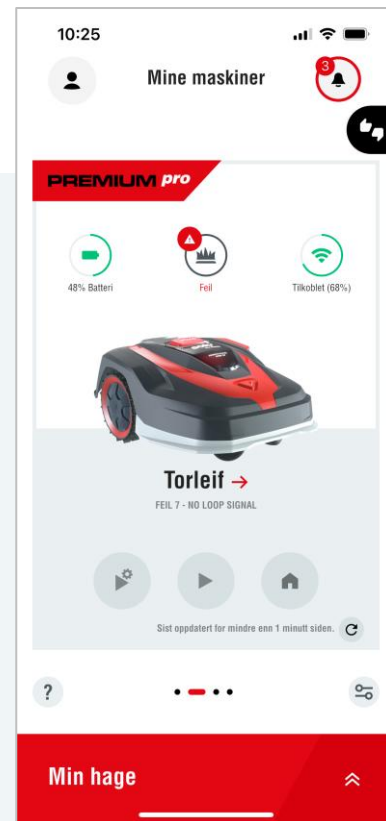 10:25
Mine maskiner
3
PREMIUM pro
48% Batteri
Feil
Tilkoblet (68%)
Torleif →
FEIL 7 - NO LOOP SIGNAL
Sist oppdatert for mindre enn 1 minutt siden.
?
Min hage